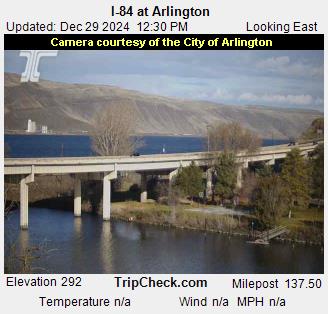 I-84 at Arlington
Updated: Dec 29 2024 12:30 PM Looking East
Camera courtesy of the City of Arlington
Elevation 292 TripCheck.com Milepost 137.50
Temperature n/a Wind n/a MPH n/a